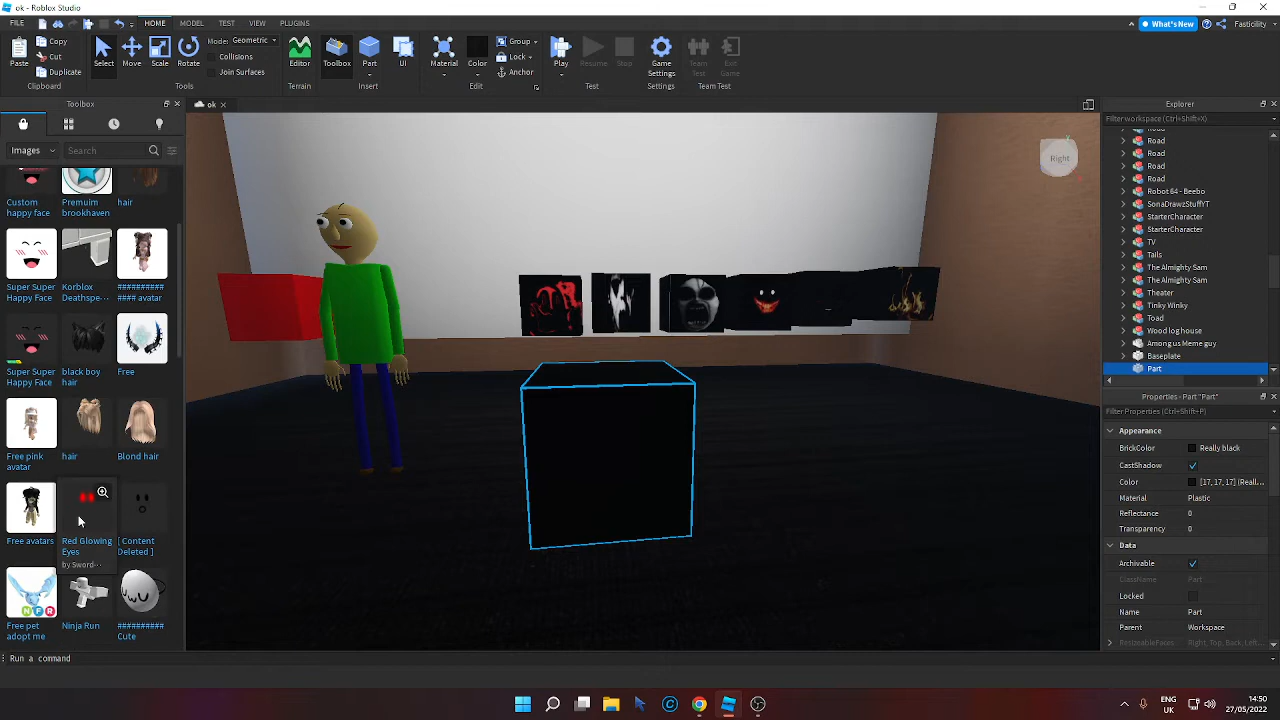 ok - Roblox Studio
FILE HOME MODEL TEST VIEW PLUGINS What's New Fasticility
Paste Copy Cut Duplicate Select Move Scale Rotate Mode: Geometric Collisions Join Surfaces Editor Toolbox Part UI Material Color Group Lock Anchor Play Resume Stop Game Settings Team Test Exit Game
Clipboard Tools Terrain Insert Edit Test Settings Team Test
Toolbox
ok
Explorer
Images Search
Filter workspace (Ctrl+Shift+X)
Custom happy face
Premuim brookhaven
hair
Super Super Happy Face
Korblox Deathspe...
######### avatar
Super Super Happy Face
black boy hair
Free
Free pink avatar
hair
Blond hair
Free avatars
Red Glowing Eyes
by Sword...
[ Content Deleted ]
N F R
Free pet adopt me
Ninja Run
######### Cute
Right
Road
Road
Road
Road
Road
Robot 64 - Beebo
SonaDrawzStuffYT
StarterCharacter
StarterCharacter
TV
Tails
The Almighty Sam
The Almighty Sam
Theater
Tinky Winky
Toad
Wood log house
Among us Meme guy
Baseplate
Part
Properties - Part "Part"
Filter Properties (Ctrl+Shift+P)
Appearance
BrickColor Really black
CastShadow
Color [17, 17, 17] (Reall...
Material Plastic
Reflectance 0
Transparency 0
Data
Archivable
ClassName Part
Locked
Name Part
Parent Workspace
ResizeableFaces Right, Top, Back, Left...
Run a command
ENG UK
14:50
27/05/2022